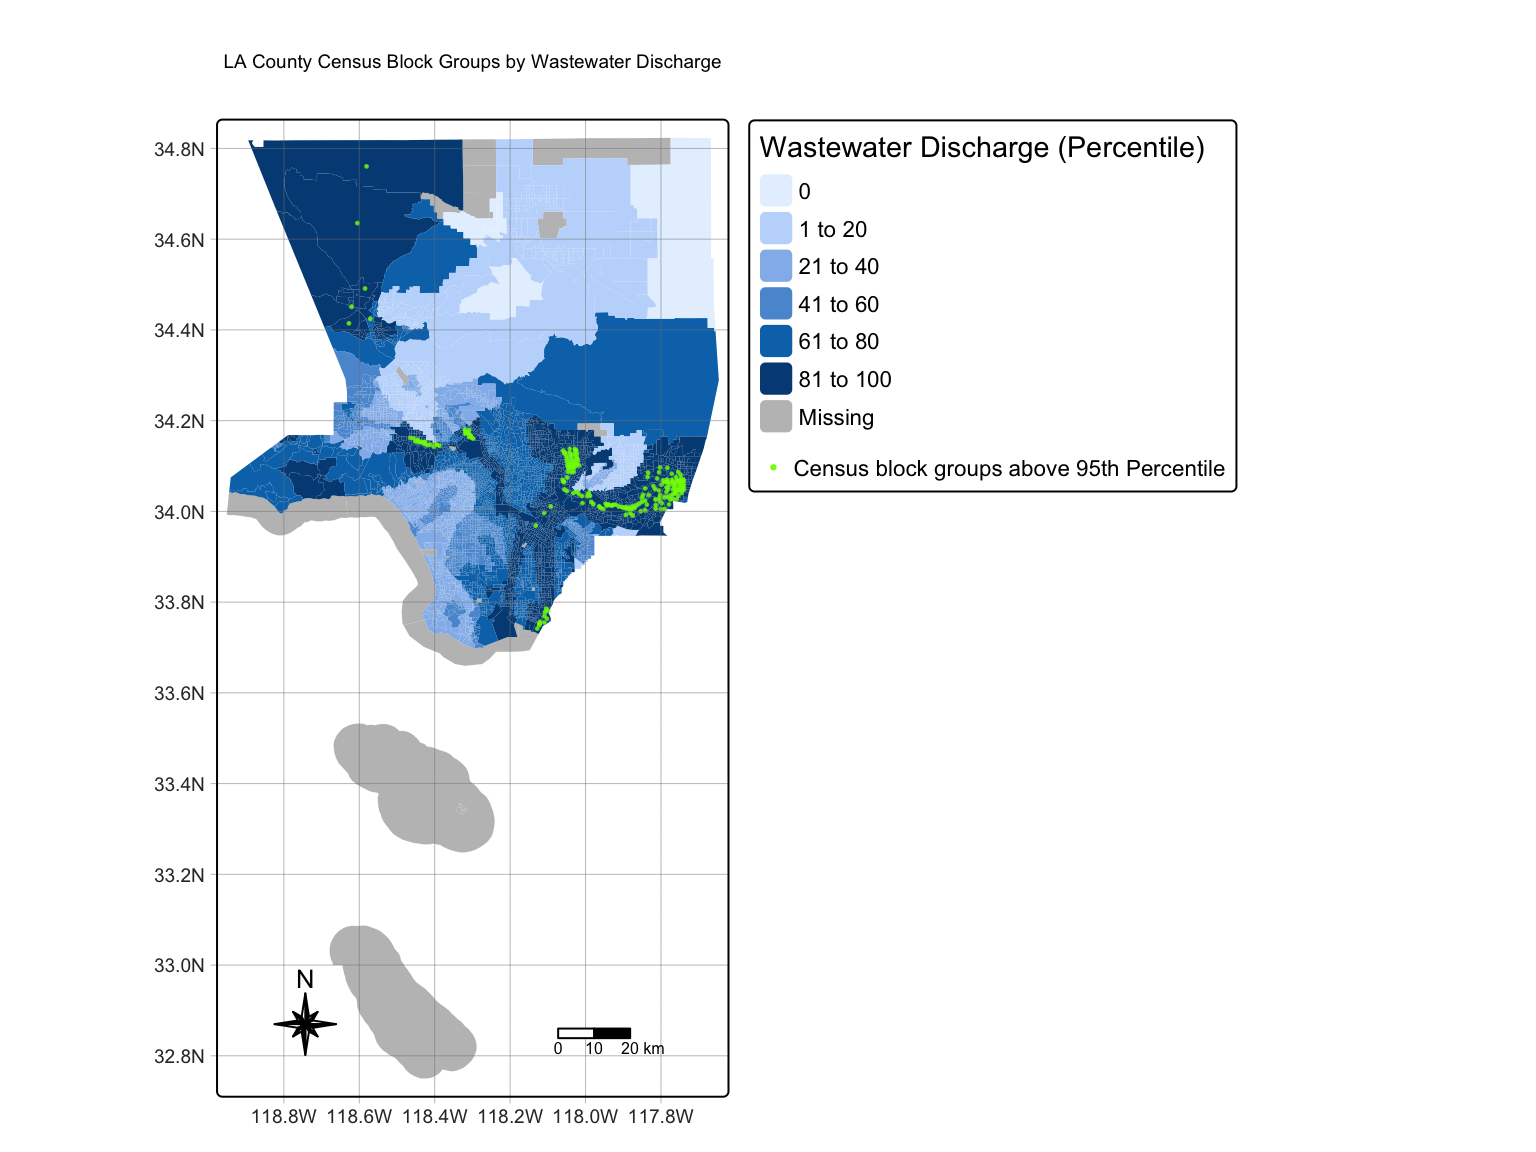 LA County Census Block Groups by Wastewater Discharge
34.8N
34.6N
34.4N
34.2N
34.0N
33.8N
33.6N
33.4N
33.2N
33.0N
32.8N
118.8W 118.6W 118.4W 118.2W 118.0W 117.8W
N
0 10 20 km
Wastewater Discharge (Percentile)
0
1 to 20
21 to 40
41 to 60
61 to 80
81 to 100
Missing
Census block groups above 95th Percentile